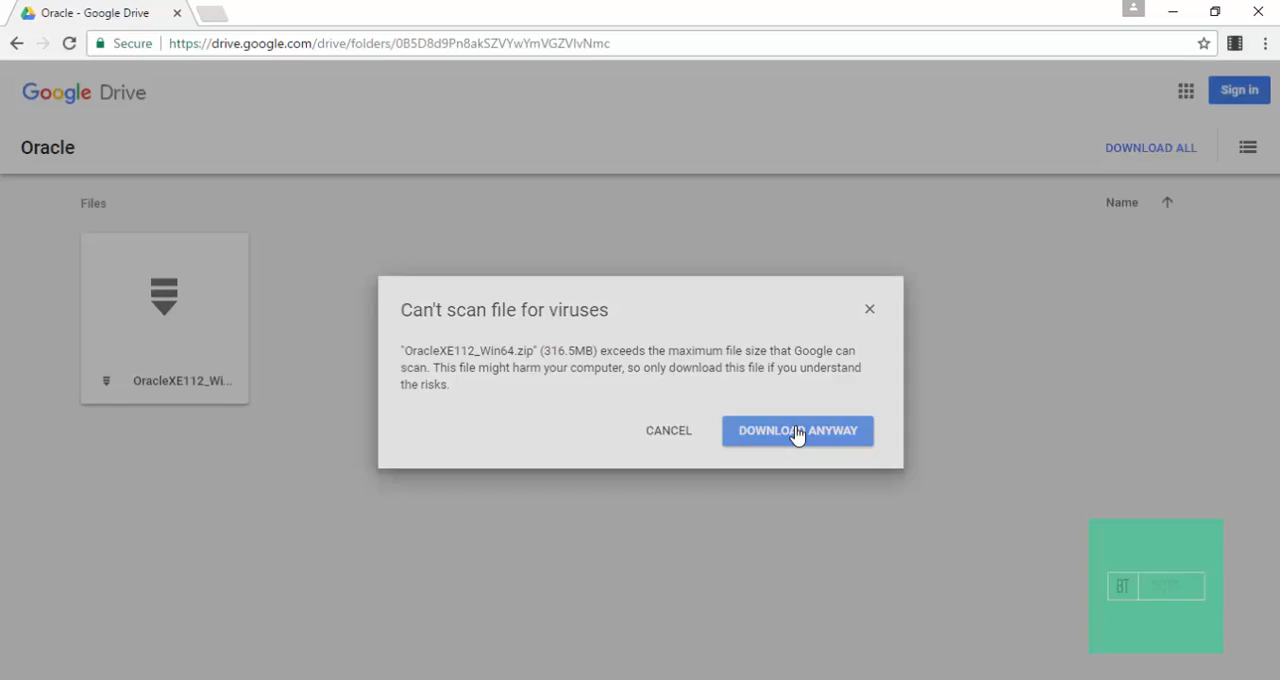 Oracle - Google Drive
Secure
https://drive.google.com/drive/folders/0B5D8d9Pn8akSZVYwYmVGZVlvNmc
Google Drive
Sign in
Oracle
DOWNLOAD ALL
Files
Name
OracleXE112_Wi...
Can't scan file for viruses
"OracleXE112_Win64.zip" (316.5MB) exceeds the maximum file size that Google can
scan. This file might harm your computer, so only download this file if you understand
the risks.
CANCEL
DOWNLOAD ANYWAY
BT